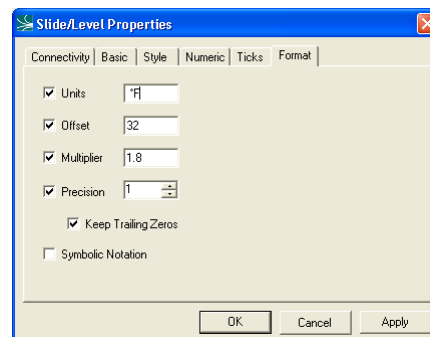 Slide/Level Properties
Connectivity Basic Style Numeric Ticks Format
Units °F
Offset 32
Multiplier 1.8
Precision 1
Keep Trailing Zeros
Symbolic Notation
OK Cancel Apply